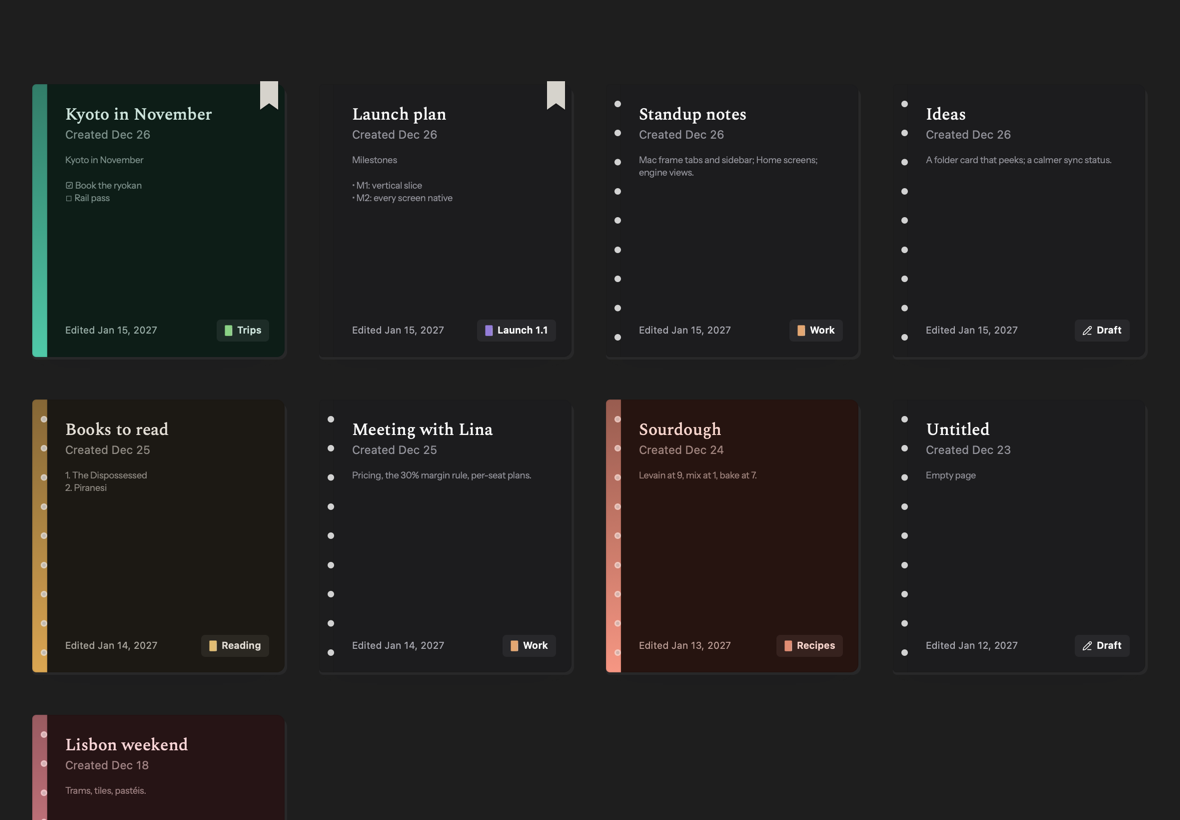 Kyoto in November
Created Dec 26
Kyoto in November
☑ Book the ryokan
☐ Rail pass
Edited Jan 15, 2027
Trips
Launch plan
Created Dec 26
Milestones
• M1: vertical slice
• M2: every screen native
Edited Jan 15, 2027
Launch 1.1
Standup notes
Created Dec 26
Mac frame tabs and sidebar; Home screens;
engine views.
Edited Jan 15, 2027
Work
Ideas
Created Dec 26
A folder card that peeks; a calmer sync status.
Edited Jan 15, 2027
Draft
Books to read
Created Dec 25
1. The Dispossessed
2. Piranesi
Edited Jan 14, 2027
Reading
Meeting with Lina
Created Dec 25
Pricing, the 30% margin rule, per-seat plans.
Edited Jan 14, 2027
Work
Sourdough
Created Dec 24
Levain at 9, mix at 1, bake at 7.
Edited Jan 13, 2027
Recipes
Untitled
Created Dec 23
Empty page
Edited Jan 12, 2027
Draft
Lisbon weekend
Created Dec 18
Trams, tiles, pastéis.